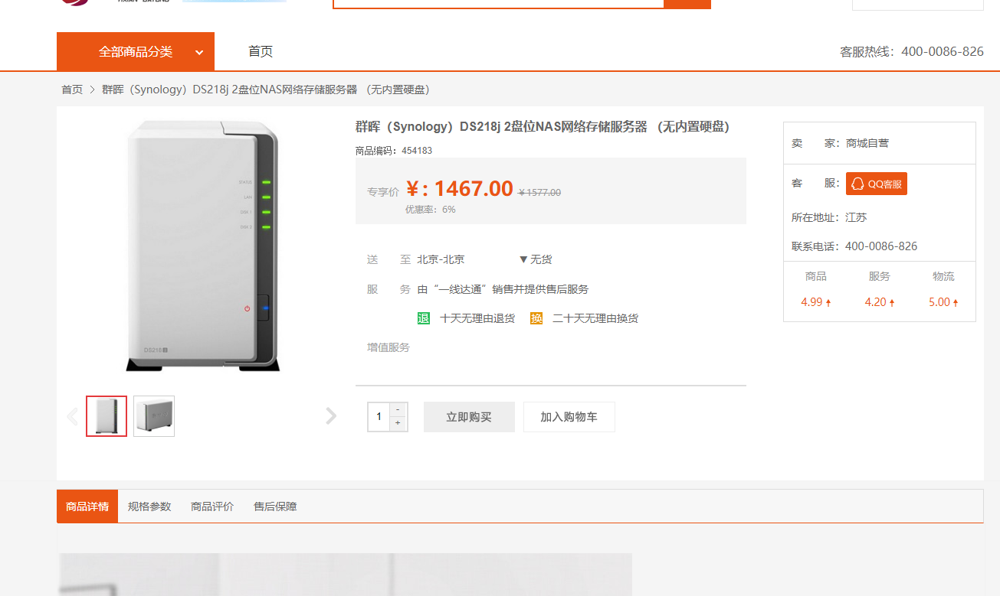 全部商品分类 首页 客服热线：400-0086-826
首页 > 群晖（Synology）DS218j 2盘位NAS网络存储服务器 （无内置硬盘）
群晖（Synology）DS218j 2盘位NAS网络存储服务器 （无内置硬盘）
商品编码：454183
专享价 ￥: 1467.00 ￥1577.00
优惠率：6%
送 至 北京-北京 ▼无货
服 务 由“一线达通”销售并提供售后服务
退 十天无理由退货 换 二十天无理由换货
增值服务
1 - +
立即购买 加入购物车
卖 家：商城自营
客 服：QQ客服
所在地址：江苏
联系电话：400-0086-826
商品 服务 物流
4.99 4.20 5.00
STATUS
LAN
DISK 1
DISK 2
DS218j
商品详情 规格参数 商品评价 售后保障